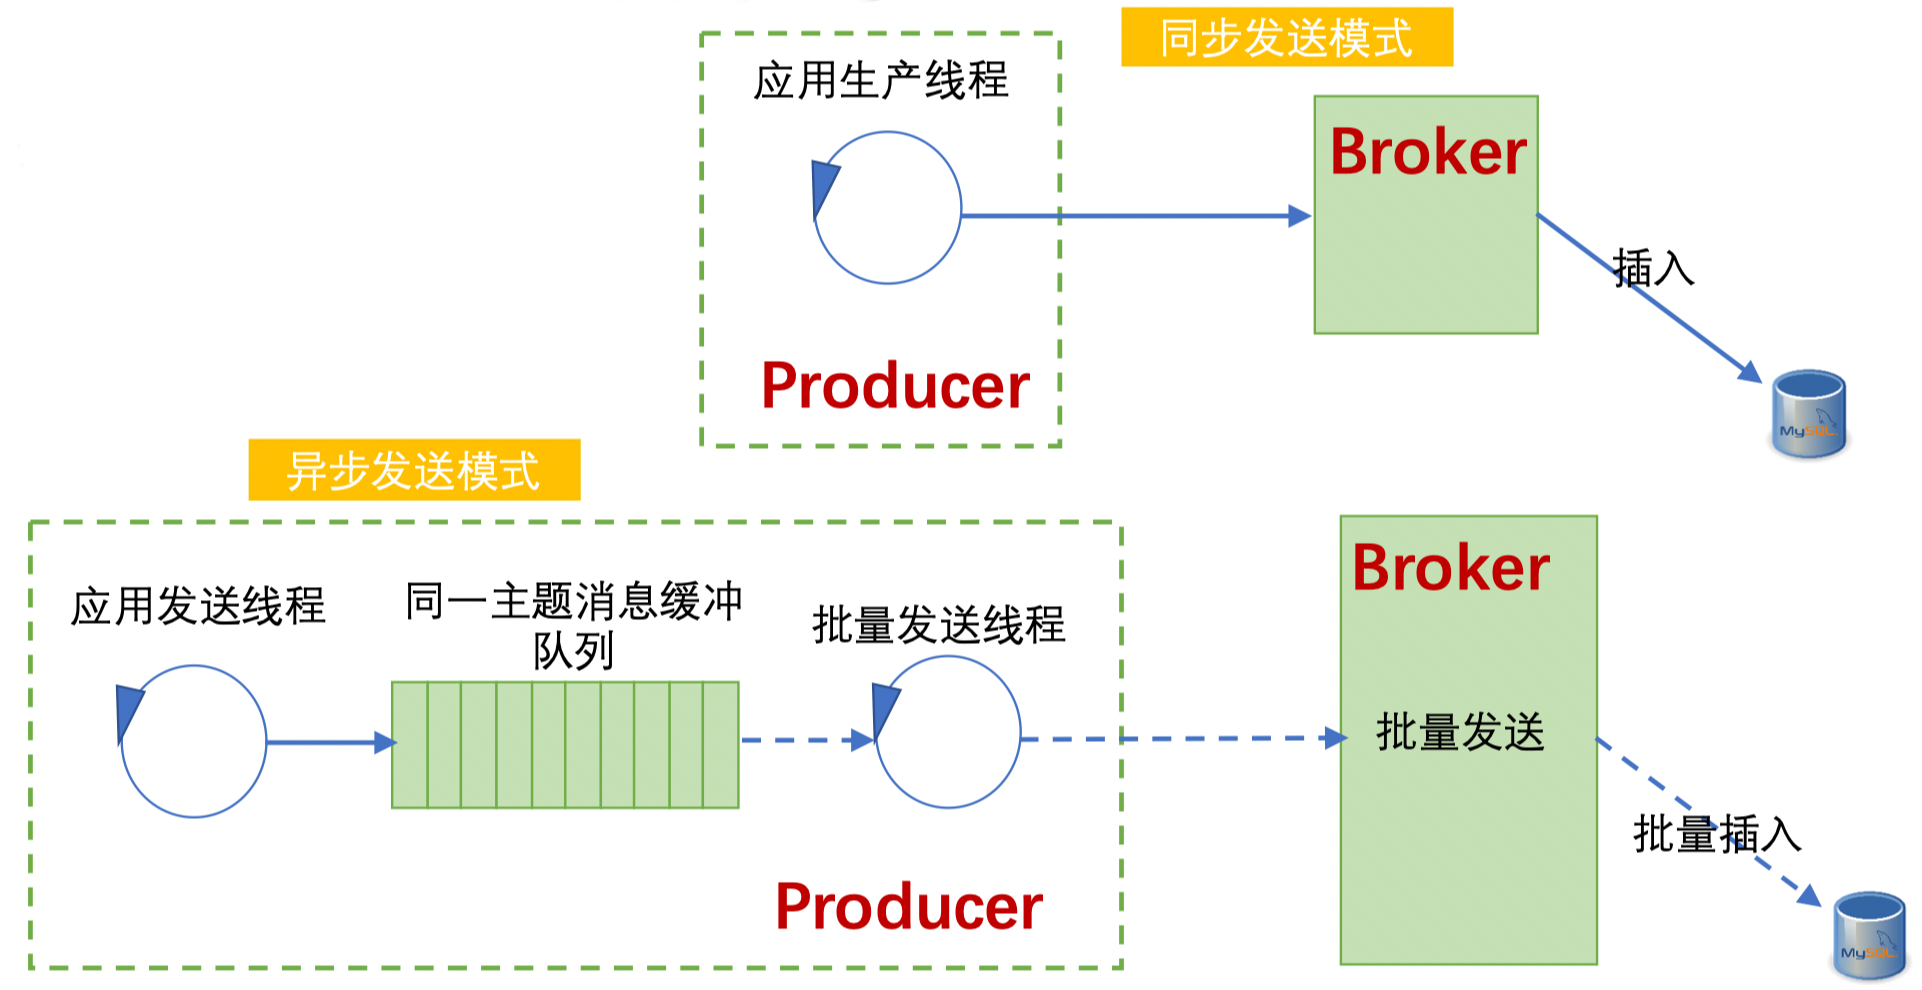 同步发送模式
应用生产线程
Broker
插入
Producer
MySQL
异步发送模式
应用发送线程
同一主题消息缓冲
队列
批量发送线程
Broker
批量发送
批量插入
Producer
MySQL